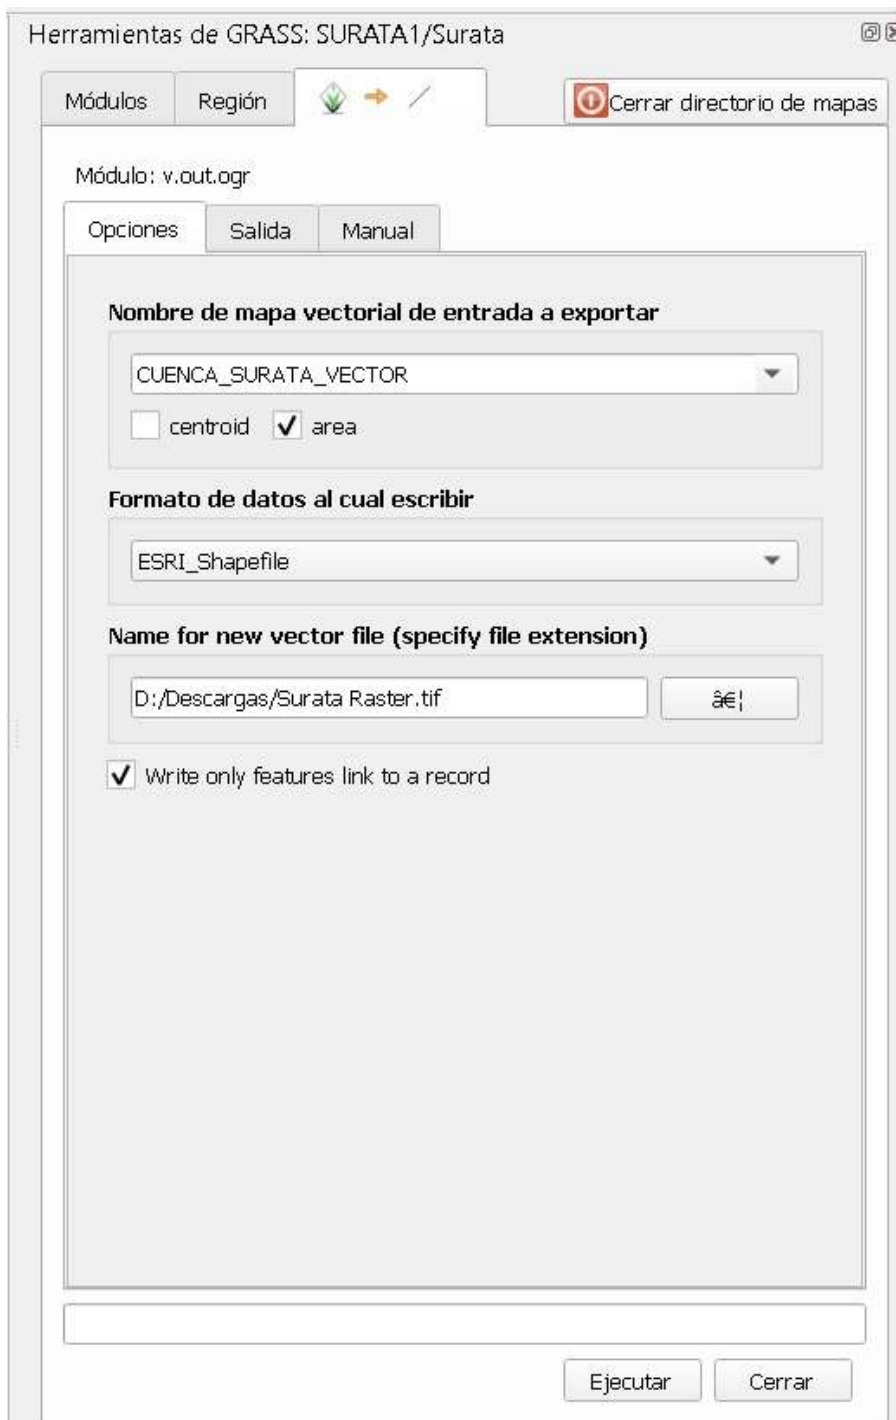 Herramientas de GRASS: SURATA1/Surata
Módulos Región Cerrar directorio de mapas
Módulo: v.out.ogr
Opciones Salida Manual
Nombre de mapa vectorial de entrada a exportar
CUENCA_SURATA_VECTOR
centroid area
Formato de datos al cual escribir
ESRI_Shapefile
Name for new vector file (specify file extension)
D:/Descargas/Surata Raster.tif â€¦
Write only features link to a record
Ejecutar Cerrar